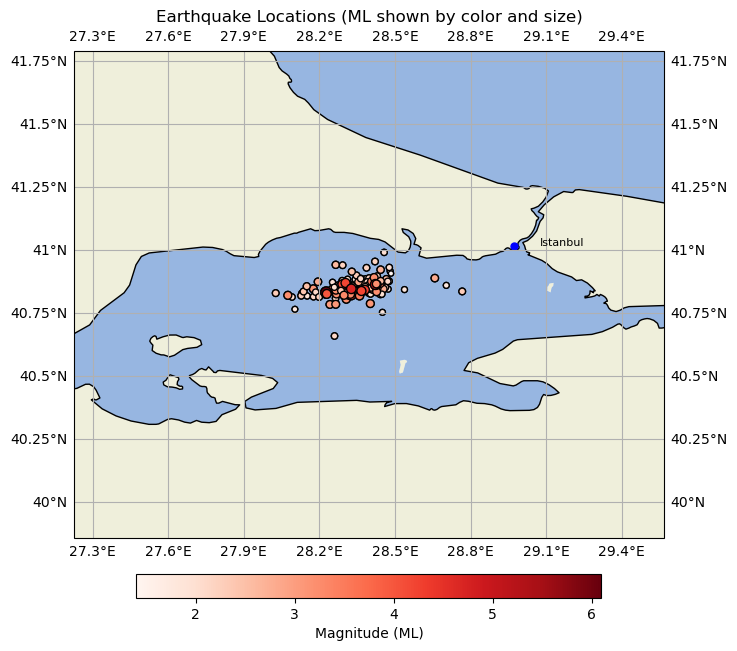 Earthquake Locations (ML shown by color and size)
27.3°E 27.6°E 27.9°E 28.2°E 28.5°E 28.8°E 29.1°E 29.4°E
41.75°N 41.75°N
41.5°N 41.5°N
41.25°N 41.25°N
41°N Istanbul 41°N
40.75°N 40.75°N
40.5°N 40.5°N
40.25°N 40.25°N
40°N 40°N
27.3°E 27.6°E 27.9°E 28.2°E 28.5°E 28.8°E 29.1°E 29.4°E
2 3 4 5 6
Magnitude (ML)